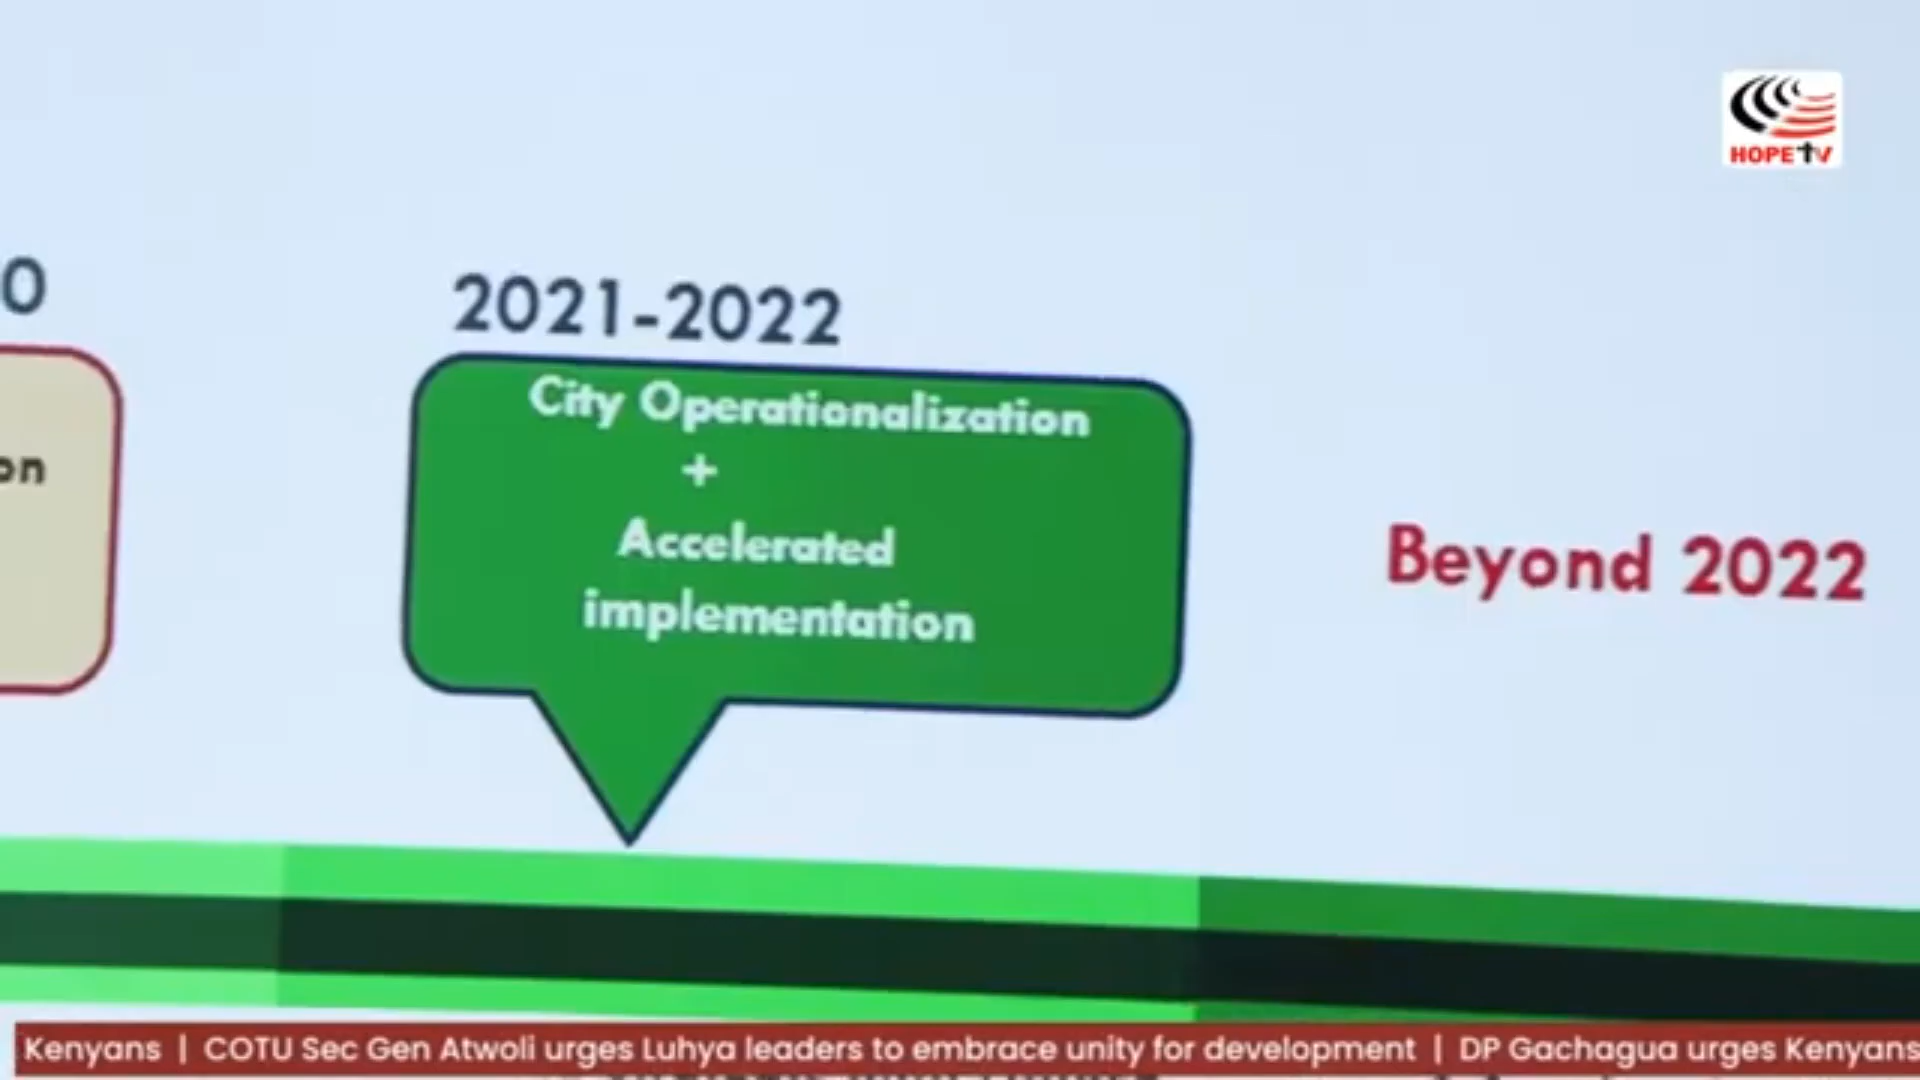 HOPE TV
0
2021-2022
on
City Operationalization
+
Accelerated
implementation
Beyond 2022
Kenyans | COTU Sec Gen Atwoli urges Luhya leaders to embrace unity for development | DP Gachagua urges Kenyans